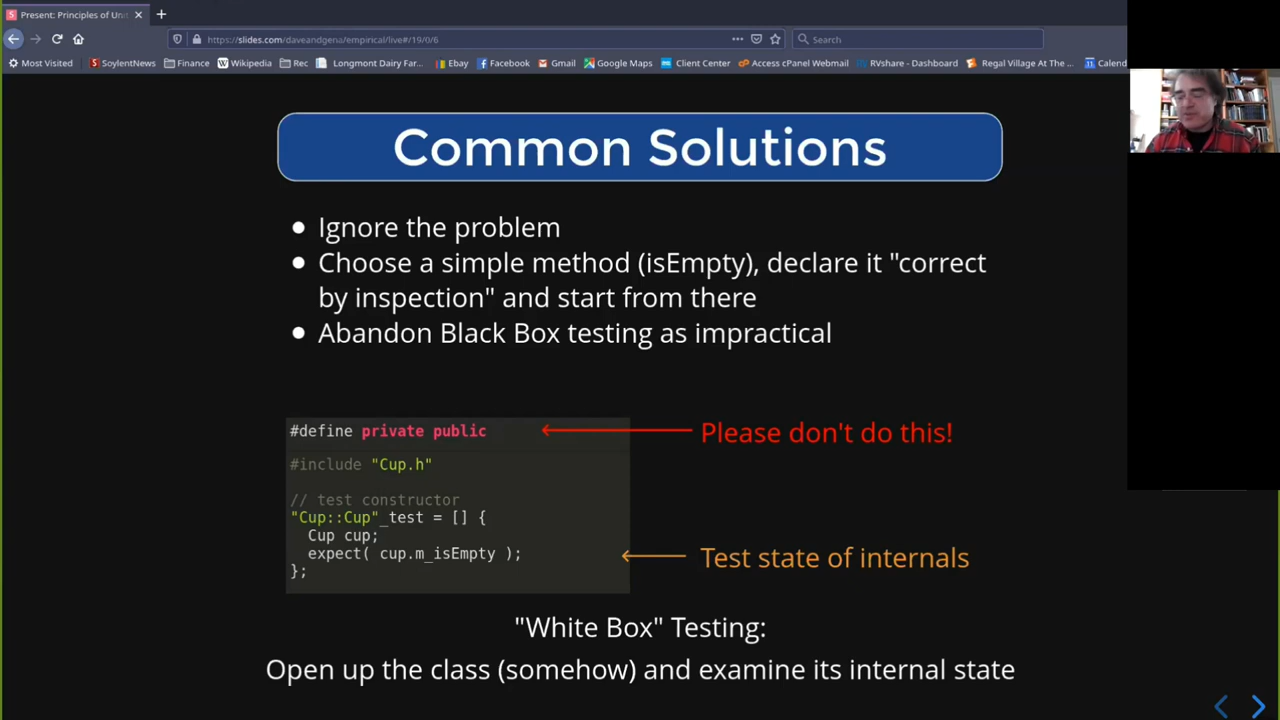 Present: Principles of Uni
https://slides.com/daveandgena/empirical/live#/19/0/6
Search
Most Visited
SoylentNews
Finance
Wikipedia
Rec
Longmont Dairy Far...
Ebay
Facebook
Gmail
Google Maps
Client Center
Access cPanel Webmail
RVshare - Dashboard
Regal Village At The ...
Calend
Common Solutions
Ignore the problem
Choose a simple method (isEmpty), declare it "correct
by inspection" and start from there
Abandon Black Box testing as impractical
#define private public
Please don't do this!
#include "Cup.h"
// test constructor
"Cup::Cup"_test = [] {
Cup cup;
expect( cup.m_isEmpty );
Test state of internals
};
"White Box" Testing:
Open up the class (somehow) and examine its internal state